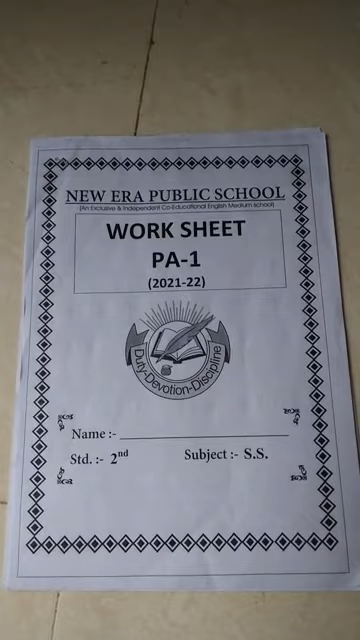 NEW ERA PUBLIC SCHOOL
(An Exclusive & Independent Co-Educational English Medium school)
WORK SHEET
PA-1
(2021-22)
Duty-Devotion-Discipline
Name :-
Std. :- 2nd Subject :- S.S.